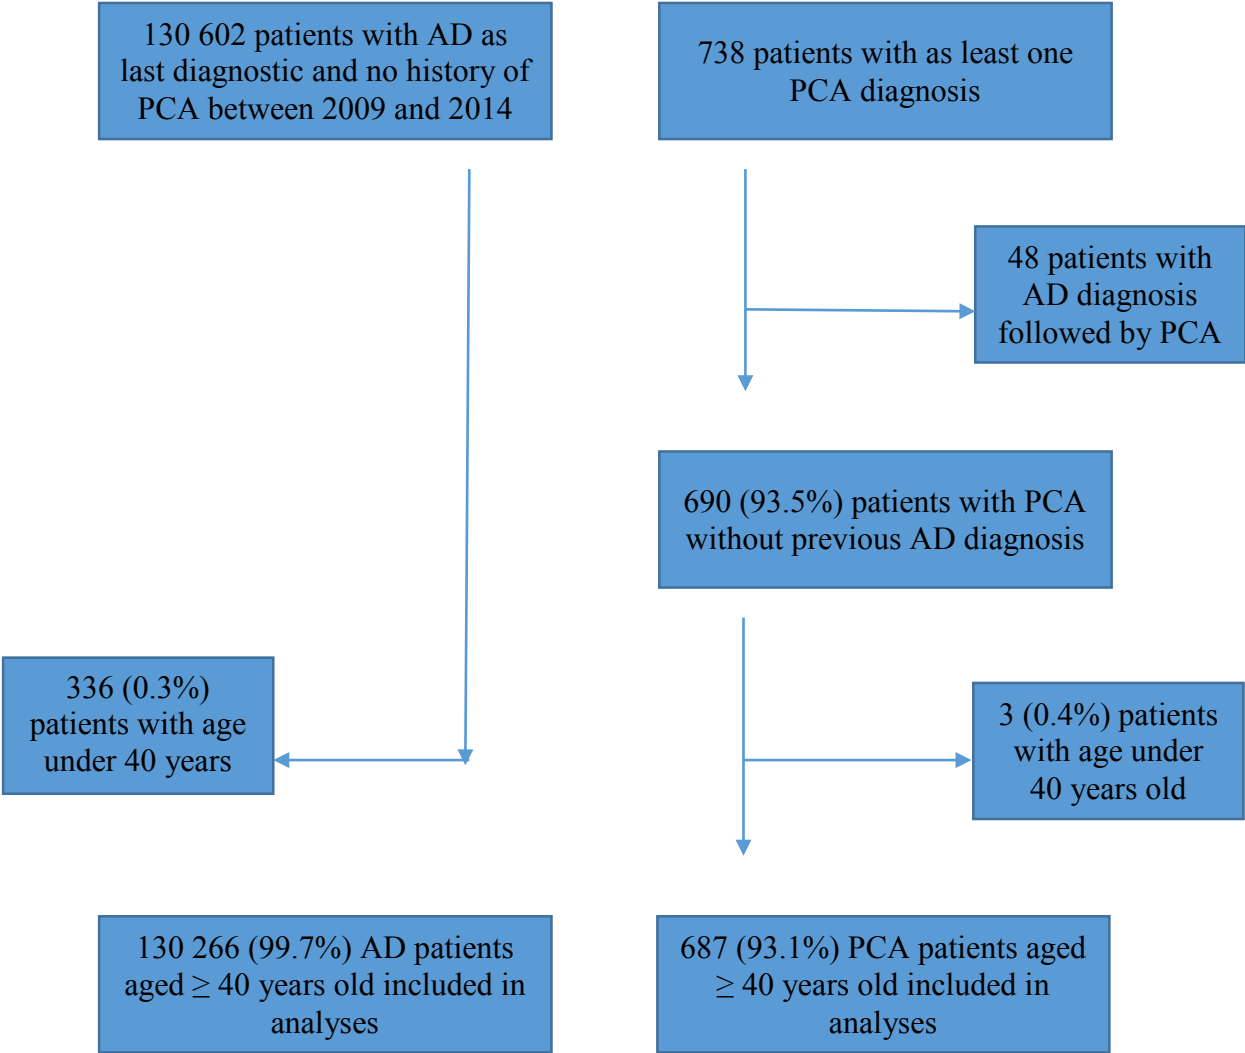 130 602 patients with AD as
last diagnostic and no history of
PCA between 2009 and 2014
738 patients with as least one
PCA diagnosis
48 patients with
AD diagnosis
followed by PCA
690 (93.5%) patients with PCA
without previous AD diagnosis
336 (0.3%)
patients with age
under 40 years
3 (0.4%) patients
with age under
40 years old
130 266 (99.7%) AD patients
aged ≥ 40 years old included in
analyses
687 (93.1%) PCA patients aged
≥ 40 years old included in
analyses